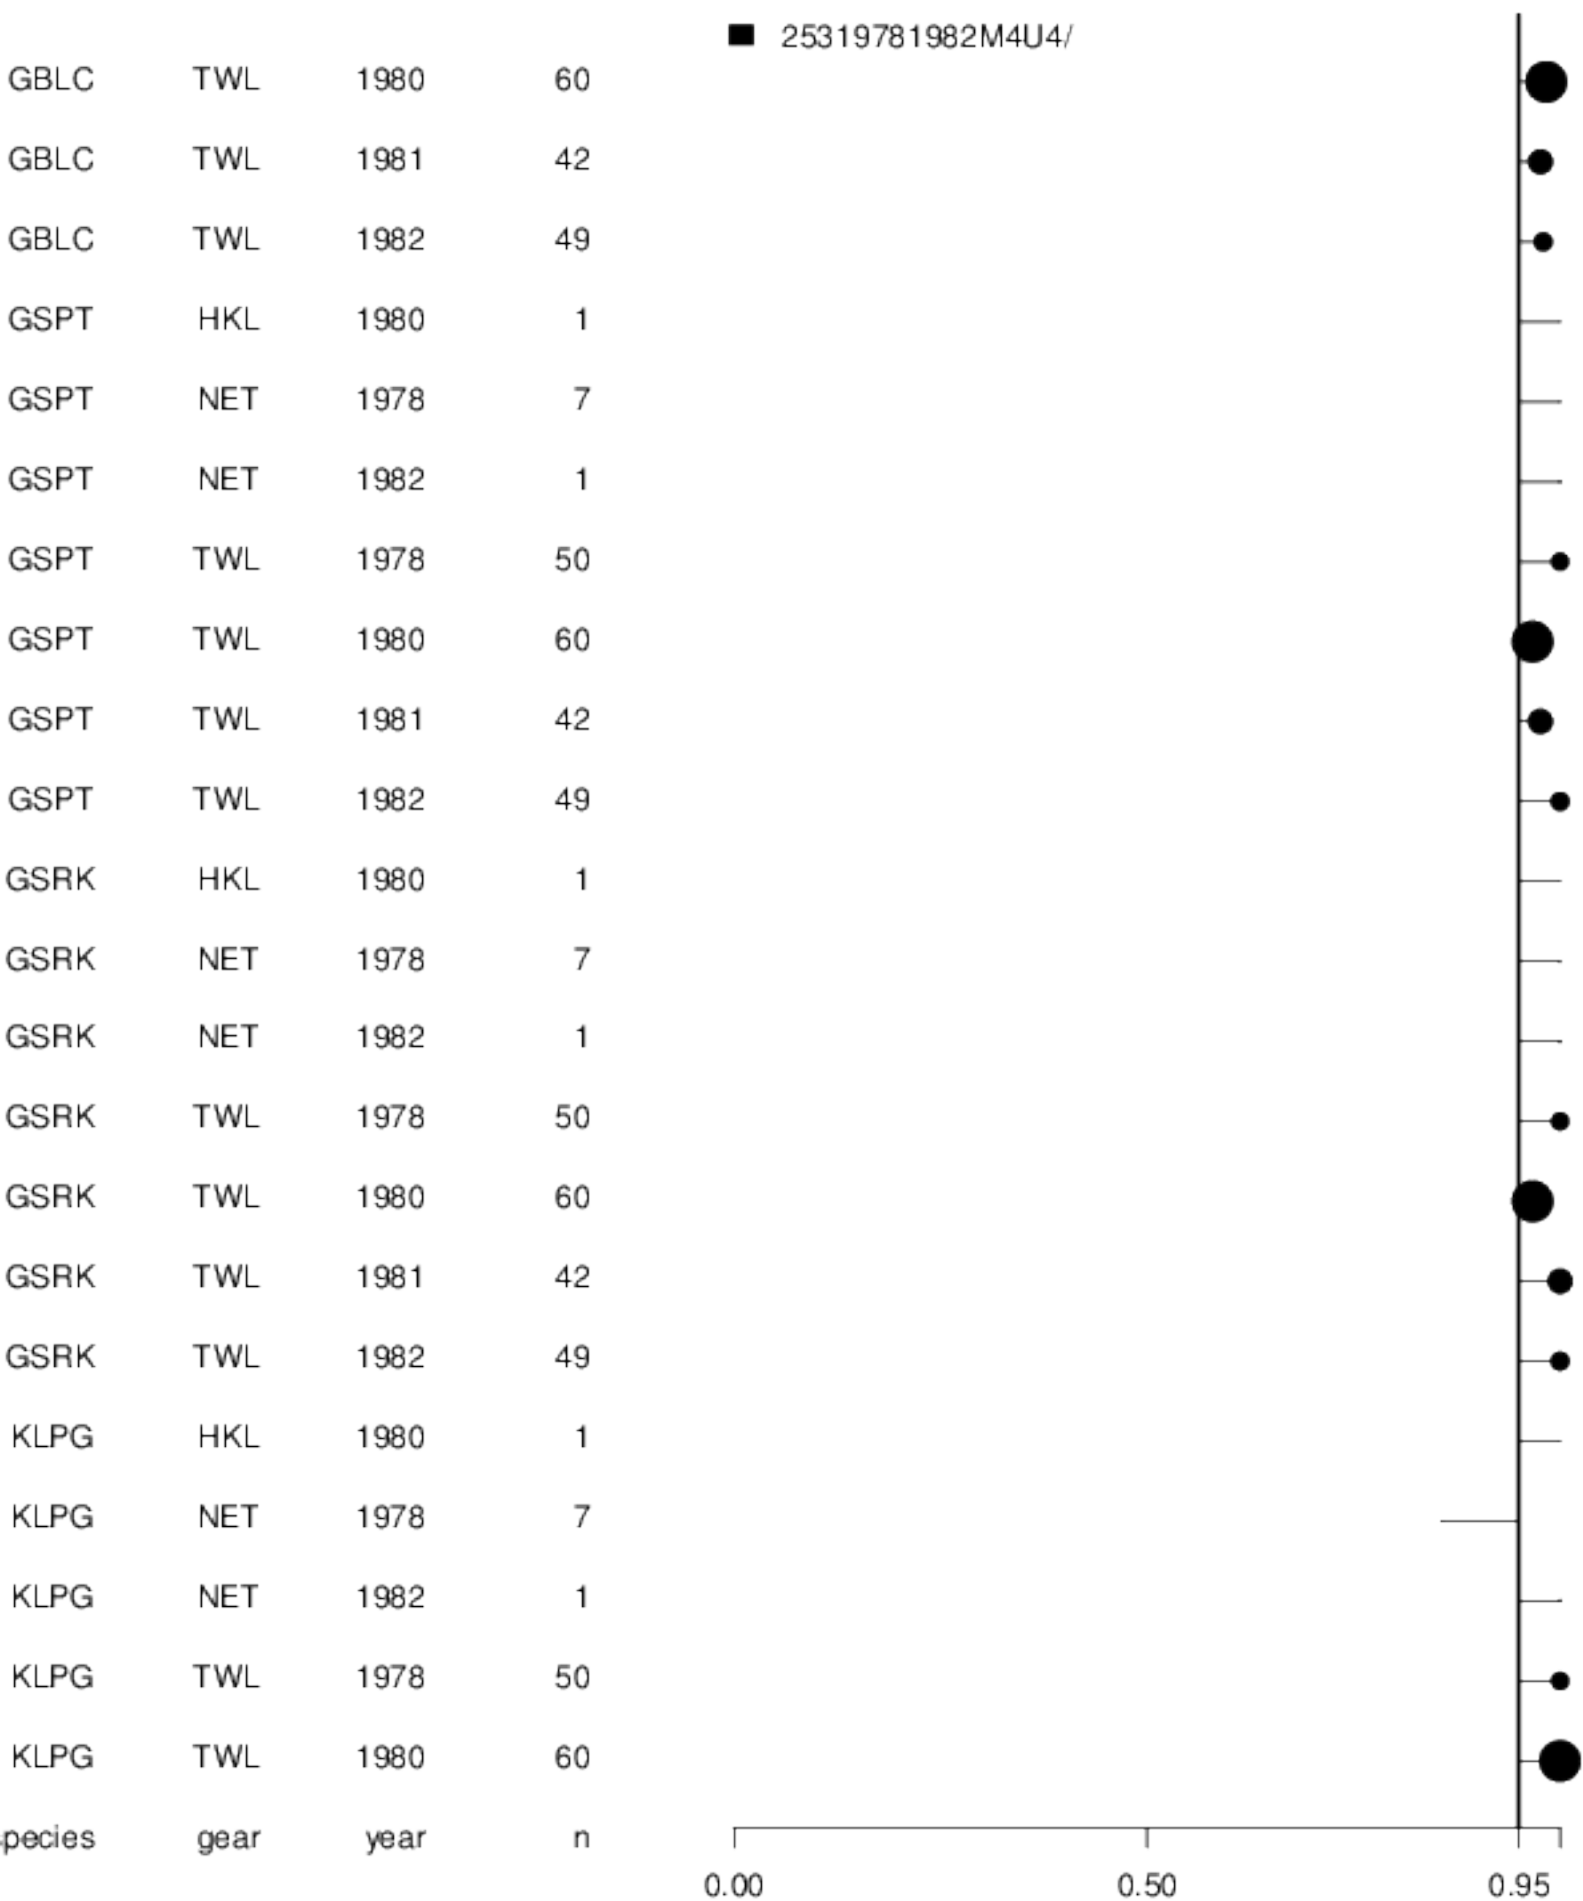 25319781982M4U4/
GBLC TWL 1980 60
GBLC TWL 1981 42
GBLC TWL 1982 49
GSPT HKL 1980 1
GSPT NET 1978 7
GSPT NET 1982 1
GSPT TWL 1978 50
GSPT TWL 1980 60
GSPT TWL 1981 42
GSPT TWL 1982 49
GSRK HKL 1980 1
GSRK NET 1978 7
GSRK NET 1982 1
GSRK TWL 1978 50
GSRK TWL 1980 60
GSRK TWL 1981 42
GSRK TWL 1982 49
KLPG HKL 1980 1
KLPG NET 1978 7
KLPG NET 1982 1
KLPG TWL 1978 50
KLPG TWL 1980 60
pecies gear year n
0.00 0.50 0.95